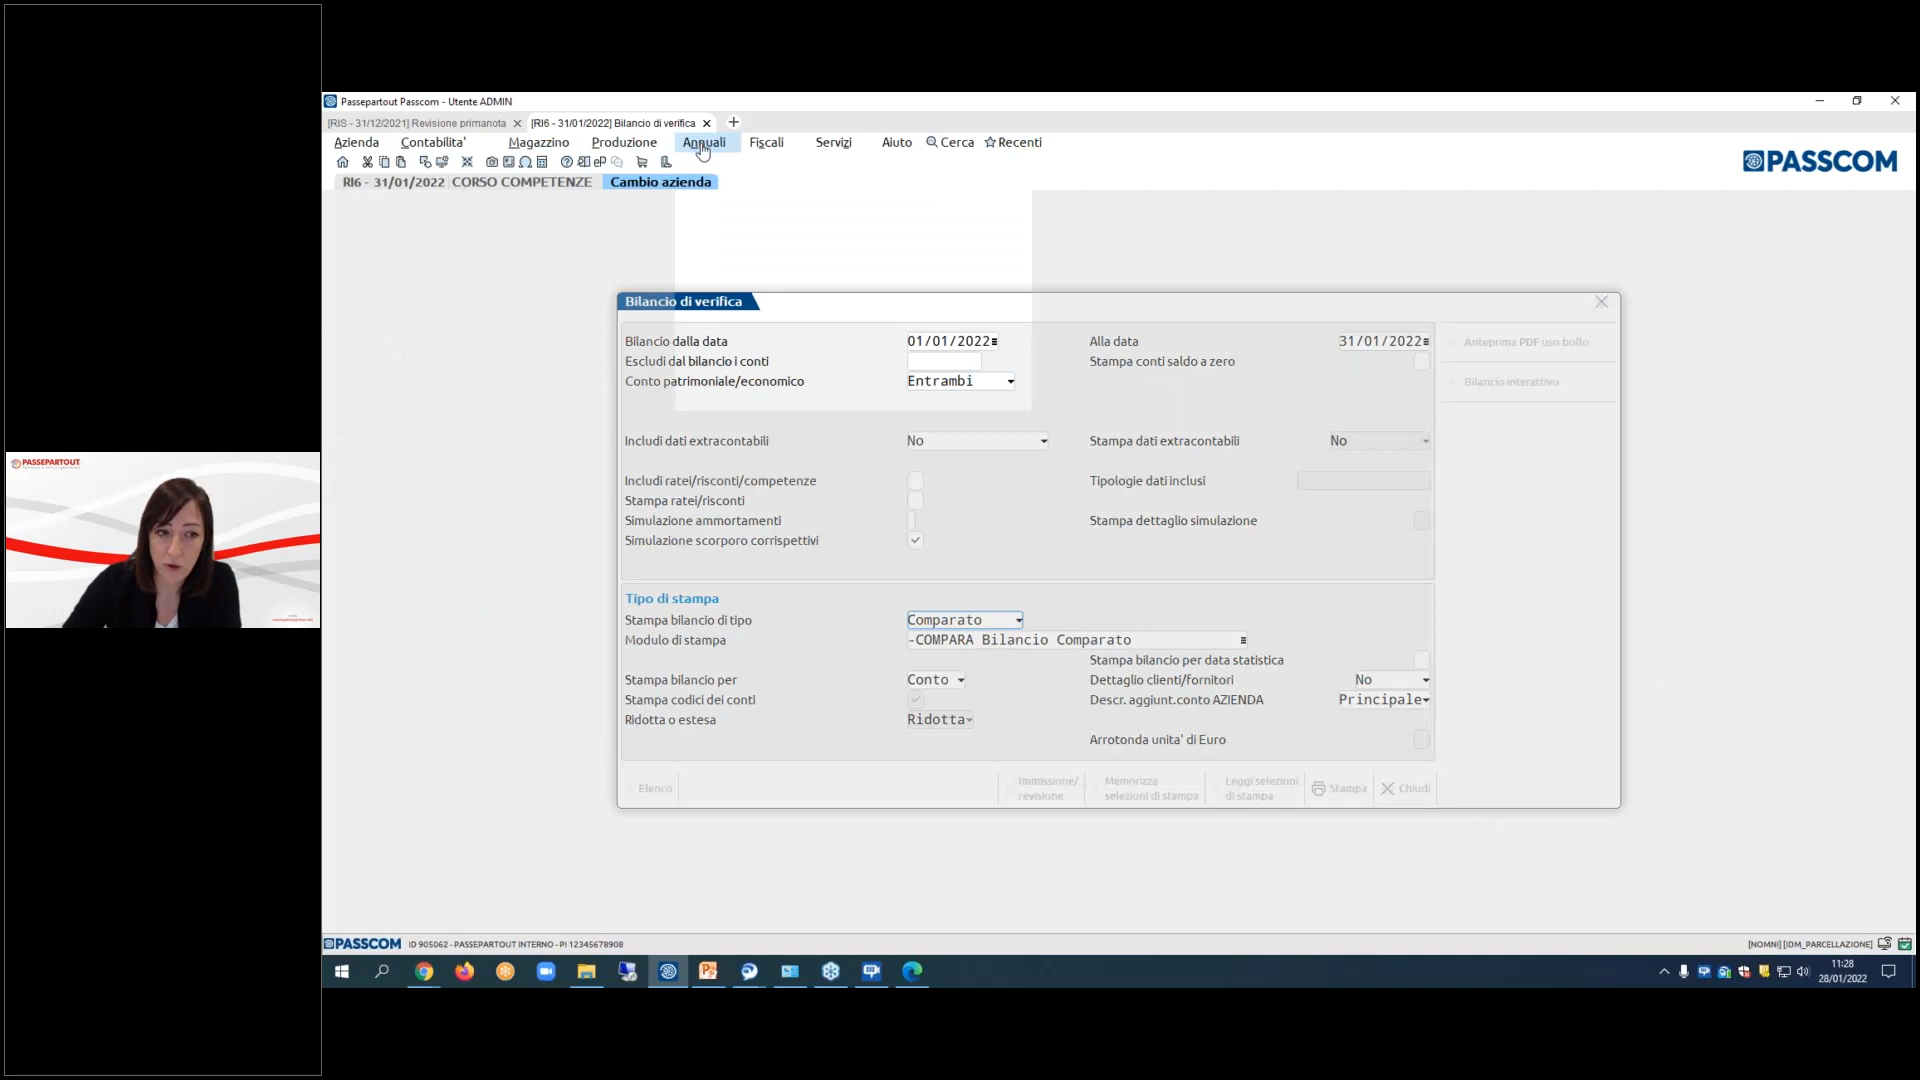 Passepartout Passcom - Utente ADMIN
[RIS - 31/12/2021] Revisione primanota
[RI6 - 31/01/2022] Bilancio di verifica
Azienda Contabilita' Magazzino Produzione Annuali Fiscali Servizi Aiuto Cerca Recenti
PASSCOM
RI6 - 31/01/2022 CORSO COMPETENZE Cambio azienda
Bilancio di verifica
Bilancio dalla data 01/01/2022 Alla data 31/01/2022
Anteprima PDF uso bollo
Escludi dal bilancio i conti Stampa conti saldo a zero
Conto patrimoniale/economico Entrambi
Bilancio interattivo
Includi dati extracontabili No Stampa dati extracontabili No
Includi ratei/risconti/competenze Tipologie dati inclusi
Stampa ratei/risconti
Simulazione ammortamenti Stampa dettaglio simulazione
Simulazione scorporo corrispettivi
Tipo di stampa
Stampa bilancio di tipo Comparato
Modulo di stampa -COMPARA Bilancio Comparato
Stampa bilancio per data statistica
Stampa bilancio per Conto Dettaglio clienti/fornitori No
Stampa codici dei conti Descr. aggiunt.conto AZIENDA Principale
Ridotta o estesa Ridotta
Arrotonda unita' di Euro
Elenco
Immissione/
revisione
Memorizza
selezioni di stampa
Leggi selezioni
di stampa
Stampa
Chiudi
PASSEPARTOUT
PASSCOM ID 905062 - PASSEPARTOUT INTERNO - PI 12345678908
[NOMNI] [IDM_PARCELLAZIONE]
11:28
28/01/2022